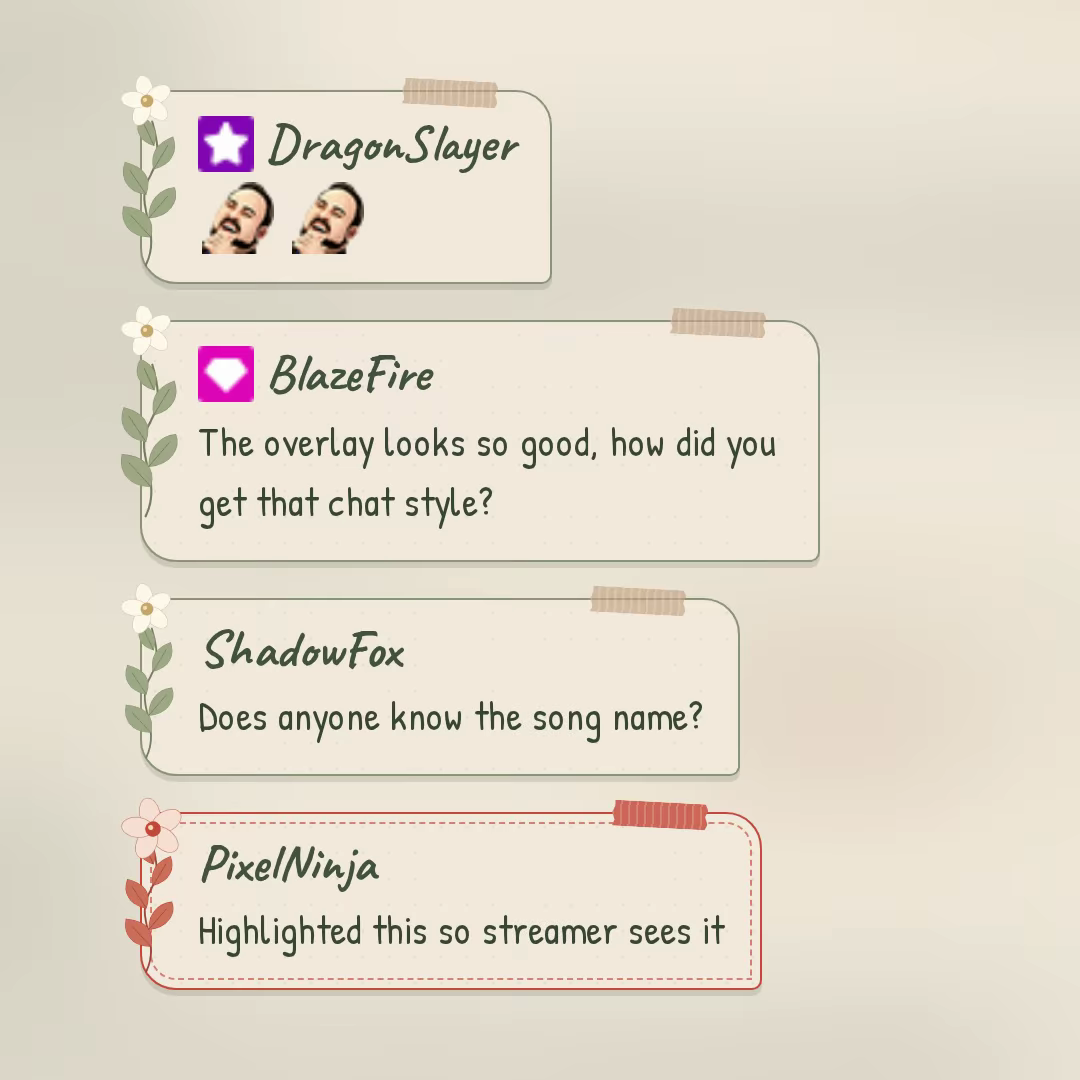 DragonSlayer
BlazeFire
The overlay looks so good, how did you
get that chat style?
ShadowFox
Does anyone know the song name?
PixelNinja
Highlighted this so streamer sees it